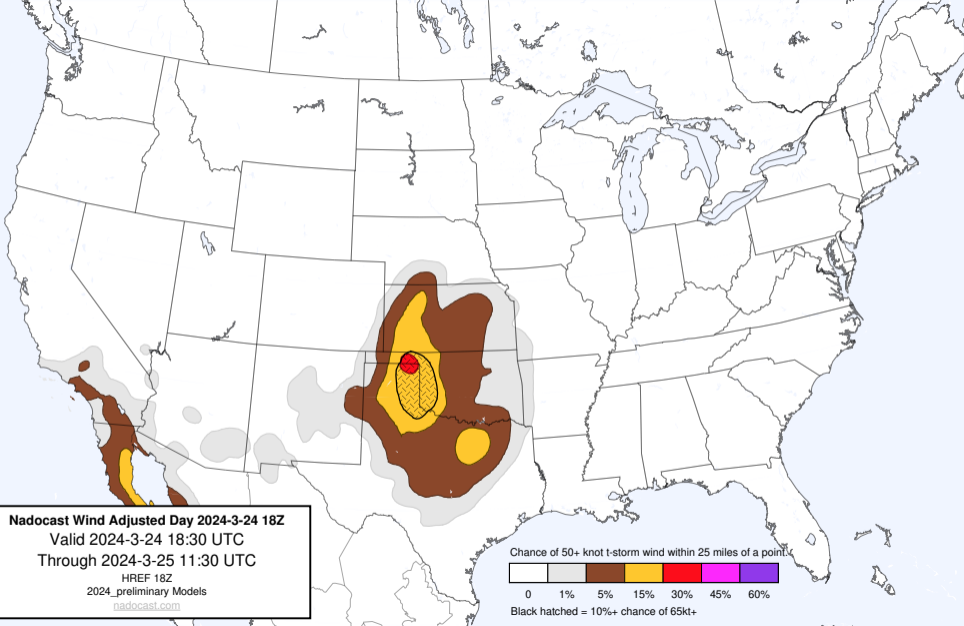 Nadocast Wind Adjusted Day 2024-3-24 18Z
Valid 2024-3-24 18:30 UTC
Through 2024-3-25 11:30 UTC
HREF 18Z
2024_preliminary Models
nadocast.com
Chance of 50+ knot t-storm wind within 25 miles of a point.
0 1% 5% 15% 30% 45% 60%
Black hatched = 10%+ chance of 65kt+